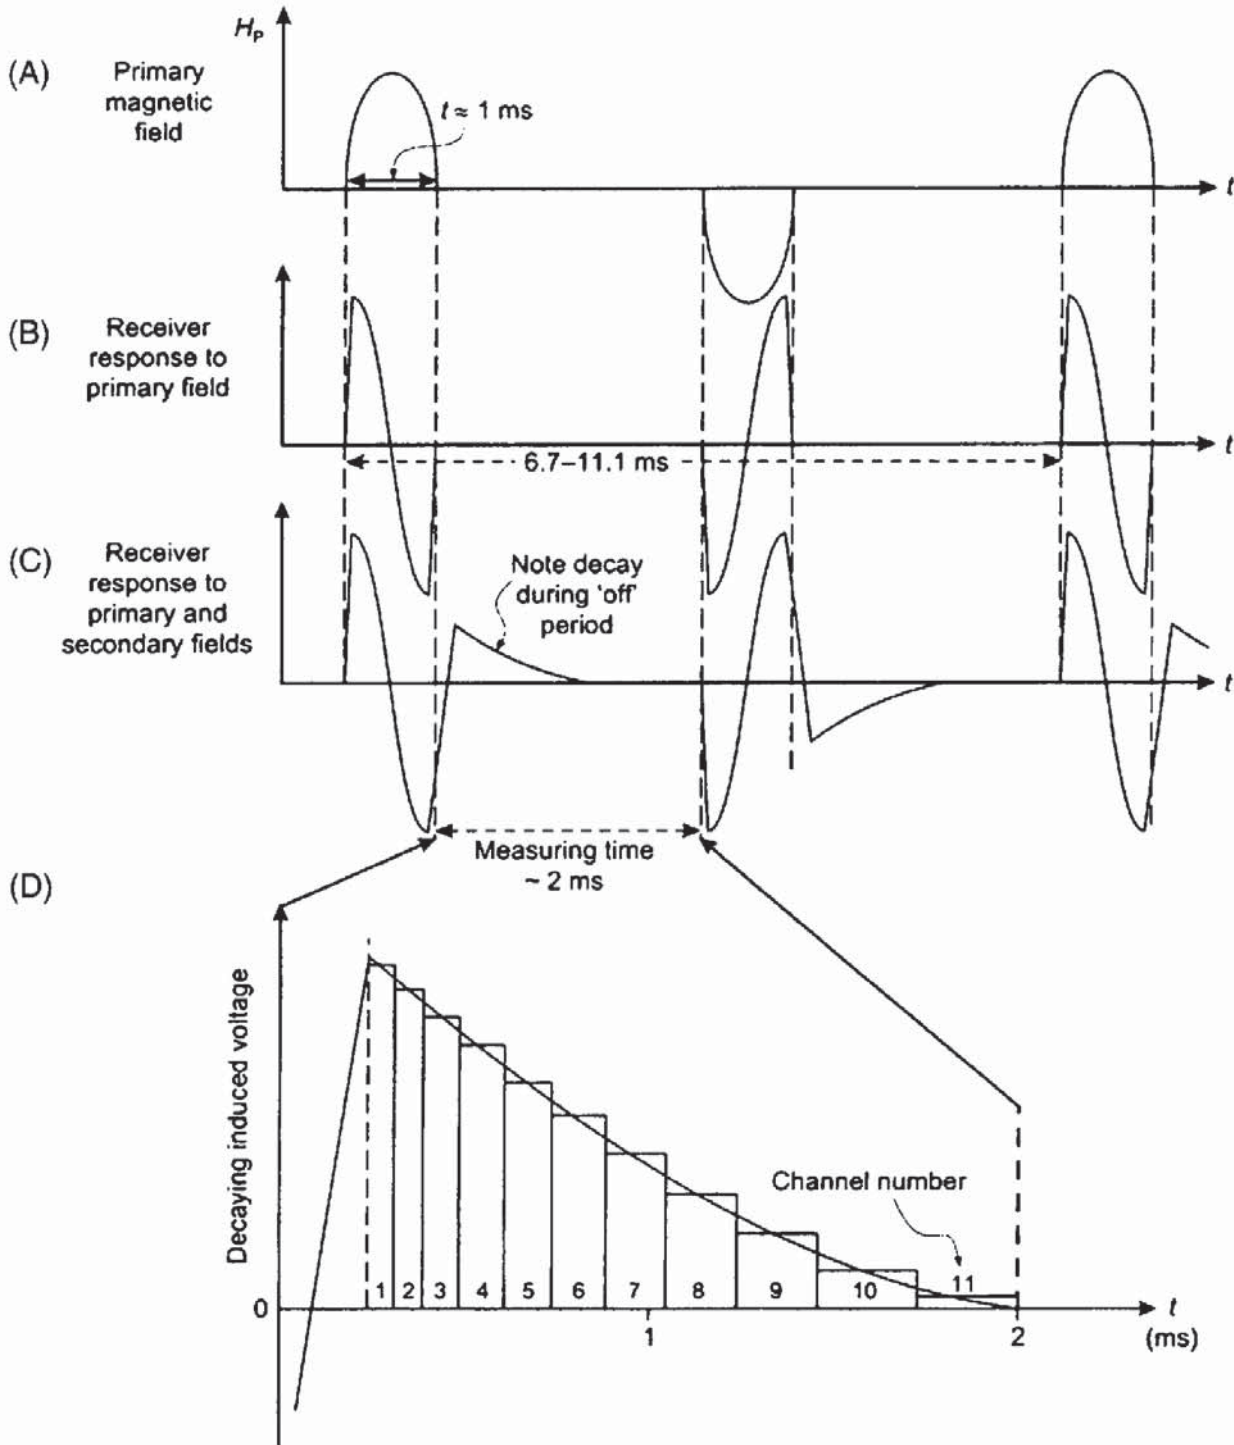 H_P
(A)
Primary
magnetic
field
t ≈ 1 ms
t
(B)
Receiver
response to
primary field
t
6.7–11.1 ms
(C)
Receiver
response to
primary and
secondary fields
Note decay
during 'off'
period
t
Measuring time
~ 2 ms
(D)
Decaying induced voltage
Channel number
1 2 3 4 5 6 7 8 9 10 11
0
t
1
2
(ms)